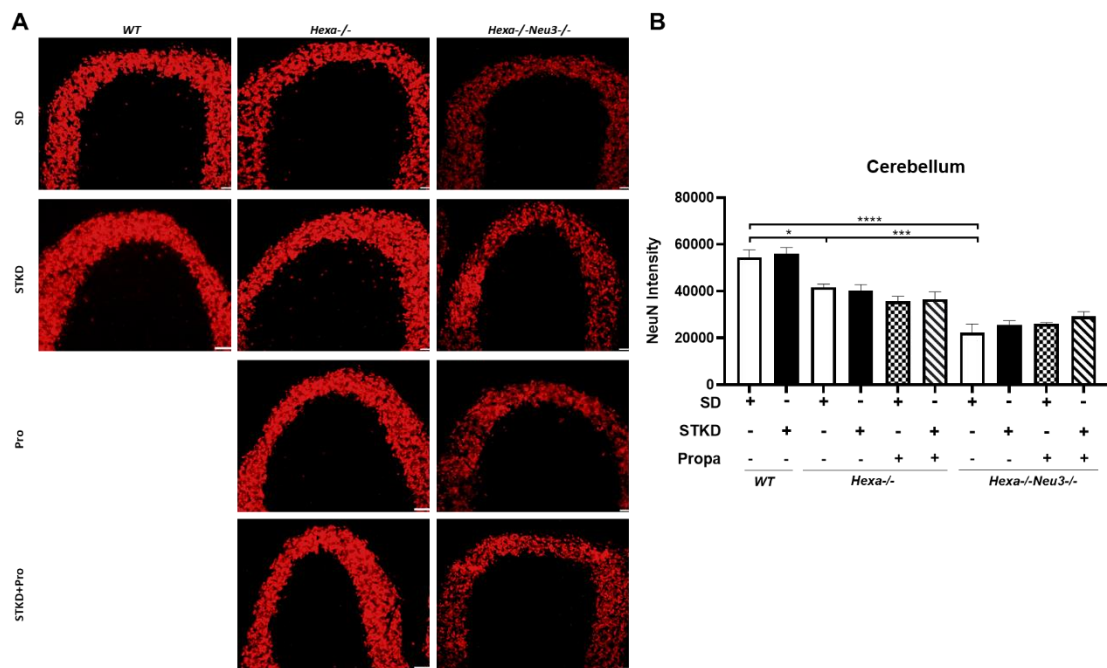 A
WT Hexa-/- Hexa-/-Neu3-/-
SD
STKD
Pro
STKD+Pro
B
Cerebellum
NeuN Intensity
80000
60000
40000
20000
0
****
* ***
SD + - + - + - + - + -
STKD - + - + - + - + - +
Propa - - - - + + - - + +
WT Hexa-/- Hexa-/-Neu3-/-